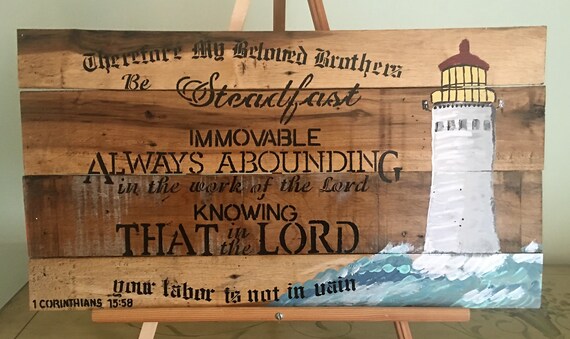 Therefore My Beloved Brothers
Be Steadfast
IMMOVABLE
ALWAYS ABOUNDING
in the work of the Lord
KNOWING
THAT in the LORD
your labor is not in vain
1 CORINTHIANS 15:58